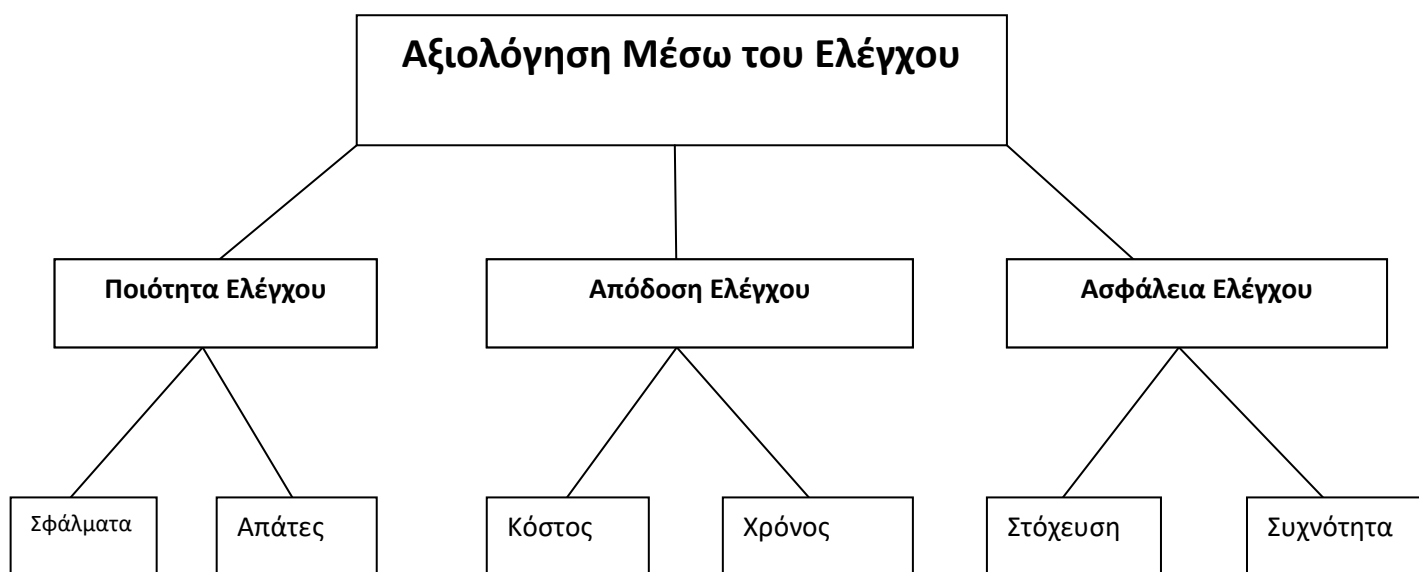 Αξιολόγηση Μέσω του Ελέγχου
Ποιότητα Ελέγχου
Απόδοση Ελέγχου
Ασφάλεια Ελέγχου
Σφάλματα
Απάτες
Κόστος
Χρόνος
Στόχευση
Συχνότητα